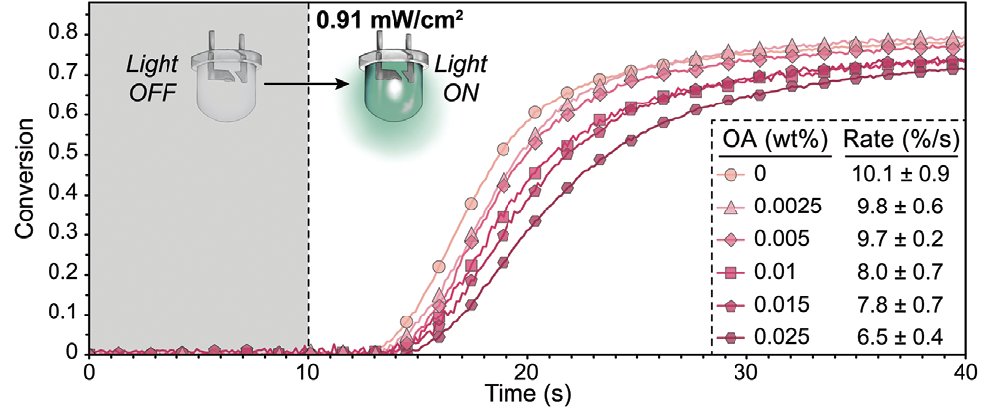 0.91 mW/cm²
Light
OFF
Light
ON
Conversion
0.8
0.7
0.6
0.5
0.4
0.3
0.2
0.1
0
0
10
20
30
40
Time (s)
OA (wt%) Rate (%/s)
0 10.1 ± 0.9
0.0025 9.8 ± 0.6
0.005 9.7 ± 0.2
0.01 8.0 ± 0.7
0.015 7.8 ± 0.7
0.025 6.5 ± 0.4